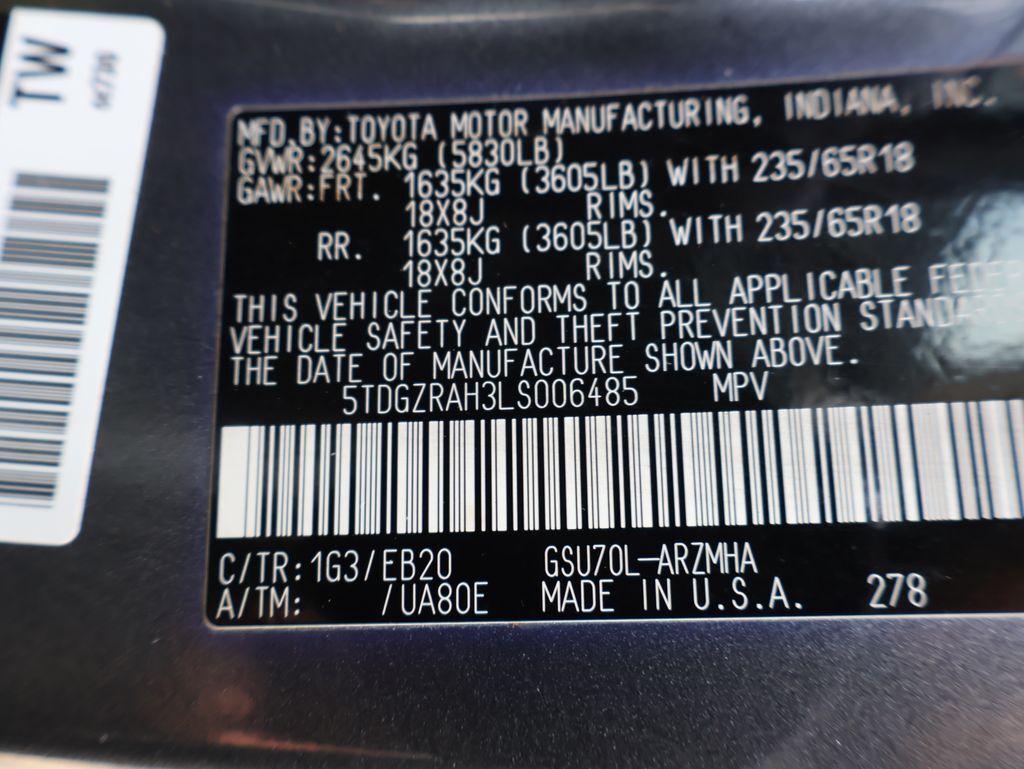 TW
MFD.BY:TOYOTA MOTOR MANUFACTURING, INDIANA, INC.
GVWR:2645KG (5830LB)
GAWR:FRT. 1635KG (3605LB) WITH 235/65R18
18X8J RIMS.
RR. 1635KG (3605LB) WITH 235/65R18
18X8J RIMS.
THIS VEHICLE CONFORMS TO ALL APPLICABLE
VEHICLE SAFETY AND THEFT PREVENTION
THE DATE OF MANUFACTURE SHOWN ABOVE.
5TDGZRAH3LS006485 MPV
C/TR:1G3/EB20 GSU70L-ARZMHA
A/TM: /UA80E MADE IN U.S.A. 278